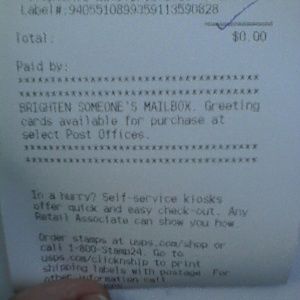 Label#:9405510899359113590828
Total: $0.00
Paid by:
BRIGHTEN SOMEONE'S MAILBOX. Greeting
cards available for purchase at
select Post Offices.
In a hurry? Self-service kiosks
offer quick and easy check-out. Any
Retail Associate can show you how
Order stamps at usps.com/shop or
call 1-800-Stamp24. Go to
usps.com/clicknship to print
shipping labels with postage. For
other information call